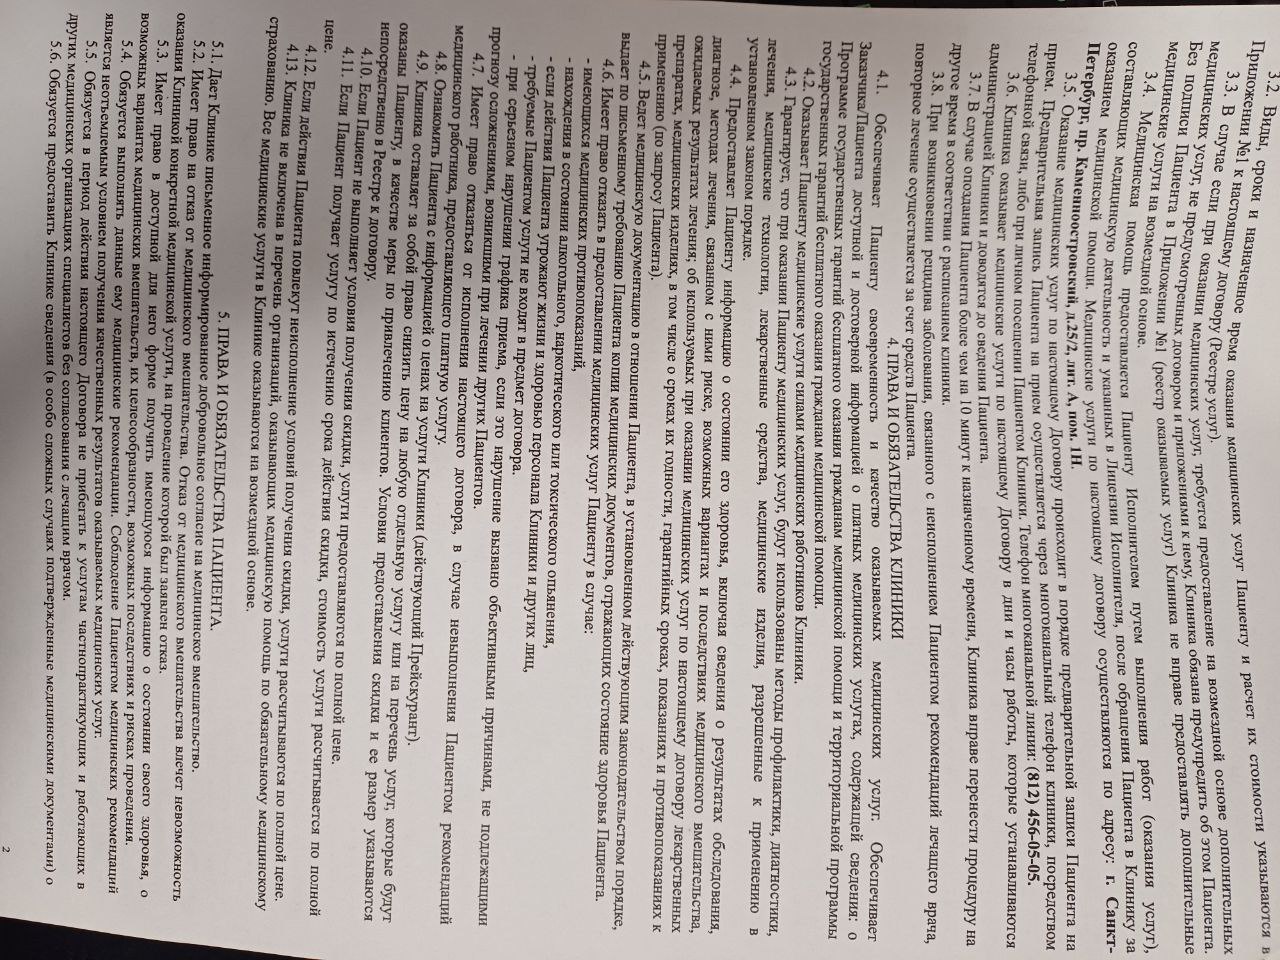 3.2. Виды, сроки и назначенное время оказания медицинских услуг Пациенту и расчет их стоимости указываются в
Приложении №1 к настоящему договору (Реестре услуг).
3.3. В случае если при оказании медицинских услуг, требуется предоставление на возмездной основе дополнительных
медицинских услуг, не предусмотренных договором и приложениями к нему, Клиника обязана предупредить об этом Пациента.
Без подписи Пациента в Приложении №1 (реестр оказываемых услуг) Клиника не вправе предоставлять дополнительные
медицинские услуги на возмездной основе.
3.4. Медицинская помощь предоставляется Пациенту Исполнителем путем выполнения работ (оказания услуг),
составляющих медицинскую деятельность и указанных в Лицензии Исполнителя, после обращения Пациента в Клинику за
оказанием медицинской помощи. Медицинские услуги по настоящему договору осуществляются по адресу: г. Санкт-
Петербург, пр. Каменноостровский, д.25/2, лит. А, пом. 1Н.
3.5. Оказание медицинских услуг по настоящему Договору происходит в порядке предварительной записи Пациента на
прием. Предварительная запись Пациента на прием осуществляется через многоканальный телефон клиники, посредством
телефонной связи, либо при личном посещении Пациентом Клиники. Телефон многоканальной линии: (812) 456-05-05.
3.6. Клиника оказывает медицинские услуги по настоящему Договору в дни и часы работы, которые устанавливаются
администрацией Клиники и доводятся до сведения Пациента.
3.7. В случае опоздания Пациента более чем на 10 минут к назначенному времени, Клиника вправе перенести процедуру на
другое время в соответствии с расписанием клиники.
3.8. При возникновении рецидива заболевания, связанного с неисполнением Пациентом рекомендаций лечащего врача,
повторное лечение осуществляется за счет средств Пациента.
4. ПРАВА И ОБЯЗАТЕЛЬСТВА КЛИНИКИ
4.1. Обеспечивает Пациенту своевременность и качество оказываемых медицинских услуг. Обеспечивает
Заказчика/Пациента доступной и достоверной информацией о платных медицинских услугах, содержащей сведения: о
Программе государственных гарантий бесплатного оказания гражданам медицинской помощи и территориальной программы
государственных гарантий бесплатного оказания гражданам медицинской помощи.
4.2. Оказывает Пациенту медицинские услуги силами медицинских работников Клиники.
4.3. Гарантирует, что при оказании Пациенту медицинских услуг, будут использованы методы профилактики, диагностики,
лечения, медицинские технологии, лекарственные средства, медицинские изделия, разрешенные к применению в
установленном законом порядке.
4.4. Предоставляет Пациенту информацию о состоянии его здоровья, включая сведения о результатах обследования,
диагнозе, методах лечения, связанном с ними риске, возможных вариантах и последствиях медицинского вмешательства,
ожидаемых результатах лечения; об используемых при оказании медицинских услуг по настоящему договору лекарственных
препаратах, медицинских изделиях, в том числе о сроках их годности, гарантийных сроках, показаниях и противопоказаниях к
применению (по запросу Пациента).
4.5. Ведет медицинскую документацию в отношении Пациента, в установленном действующим законодательством порядке,
выдает по письменному требованию Пациента копии медицинских документов, отражающих состояние здоровья Пациента.
4.6. Имеет право отказать в предоставлении медицинских услуг Пациенту в случае:
- имеющихся медицинских противопоказаний,
- нахождения в состоянии алкогольного, наркотического или токсического опьянения,
- если действия Пациента угрожают жизни и здоровью персонала Клиники и других лиц,
-требуемые Пациентом услуги не входят в предмет договора.
- при серьезном нарушении графика приема, если это нарушение вызвано объективными причинами, не подлежащими
прогнозу осложнениями, возникшими при лечении других Пациентов.
4.7. Имеет право отказаться от исполнения настоящего договора, в случае невыполнения Пациентом рекомендаций
медицинского работника, предоставляющего платную услугу.
4.8. Ознакомить Пациента с информацией о ценах на услуги Клиники (действующий Прейскурант).
4.9. Клиника оставляет за собой право снизить цену на любую отдельную услугу или на перечень услуг, которые будут
оказаны Пациенту, в качестве меры по привлечению клиентов. Условия предоставления скидки и ее размер указываются
непосредственно в Реестре к договору.
4.10. Если Пациент не выполняет условия получения скидки, услуги предоставляются по полной цене.
4.11. Если Пациент получает услугу по истечению срока действия скидки, стоимость услуги рассчитывается по полной
цене.
4.12. Если действия Пациента повлекут неисполнение условий получения скидки, услуги рассчитываются по полной цене.
4.13. Клиника не включена в перечень организаций, оказывающих медицинскую помощь по обязательному медицинскому
страхованию. Все медицинские услуги в Клинике оказываются на возмездной основе.
5. ПРАВА И ОБЯЗАТЕЛЬСТВА ПАЦИЕНТА.
5.1. Дает Клинике письменное информированное добровольное согласие на медицинское вмешательство.
5.2. Имеет право на отказ от медицинского вмешательства. Отказ от медицинского вмешательства влечет невозможность
оказания Клиникой конкретной медицинской услуги, на проведение которой был заявлен отказ.
5.3. Имеет право в доступной для него форме получить имеющуюся информацию о состоянии своего здоровья, о
возможных вариантах медицинских вмешательств, их целесообразности, возможных последствиях и рисках проведения.
5.4. Обязуется выполнять данные ему медицинские рекомендации. Соблюдение Пациентом медицинских рекомендаций
является неотъемлемым условием получения качественных результатов оказываемых медицинских услуг.
5.5. Обязуется в период действия настоящего Договора не прибегать к услугам частнопрактикующих и работающих в
других медицинских организациях специалистов без согласования с лечащим врачом.
5.6. Обязуется предоставить Клинике сведения (в особо сложных случаях подтвержденные медицинскими документами) о
2